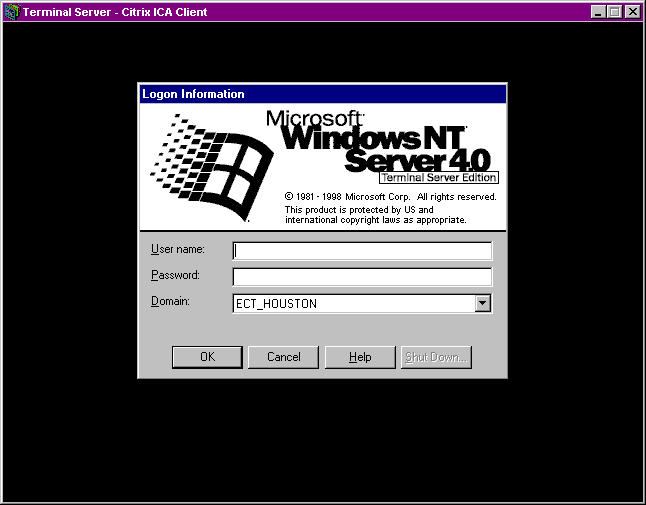 Terminal Server - Citrix ICA Client
Logon Information
Microsoft
Windows NT
Server 4.0
Terminal Server Edition
© 1981 - 1998 Microsoft Corp. All rights reserved.
This product is protected by US and
international copyright laws as appropriate.
User name:
Password:
Domain: ECT_HOUSTON
OK Cancel Help Shut Down...